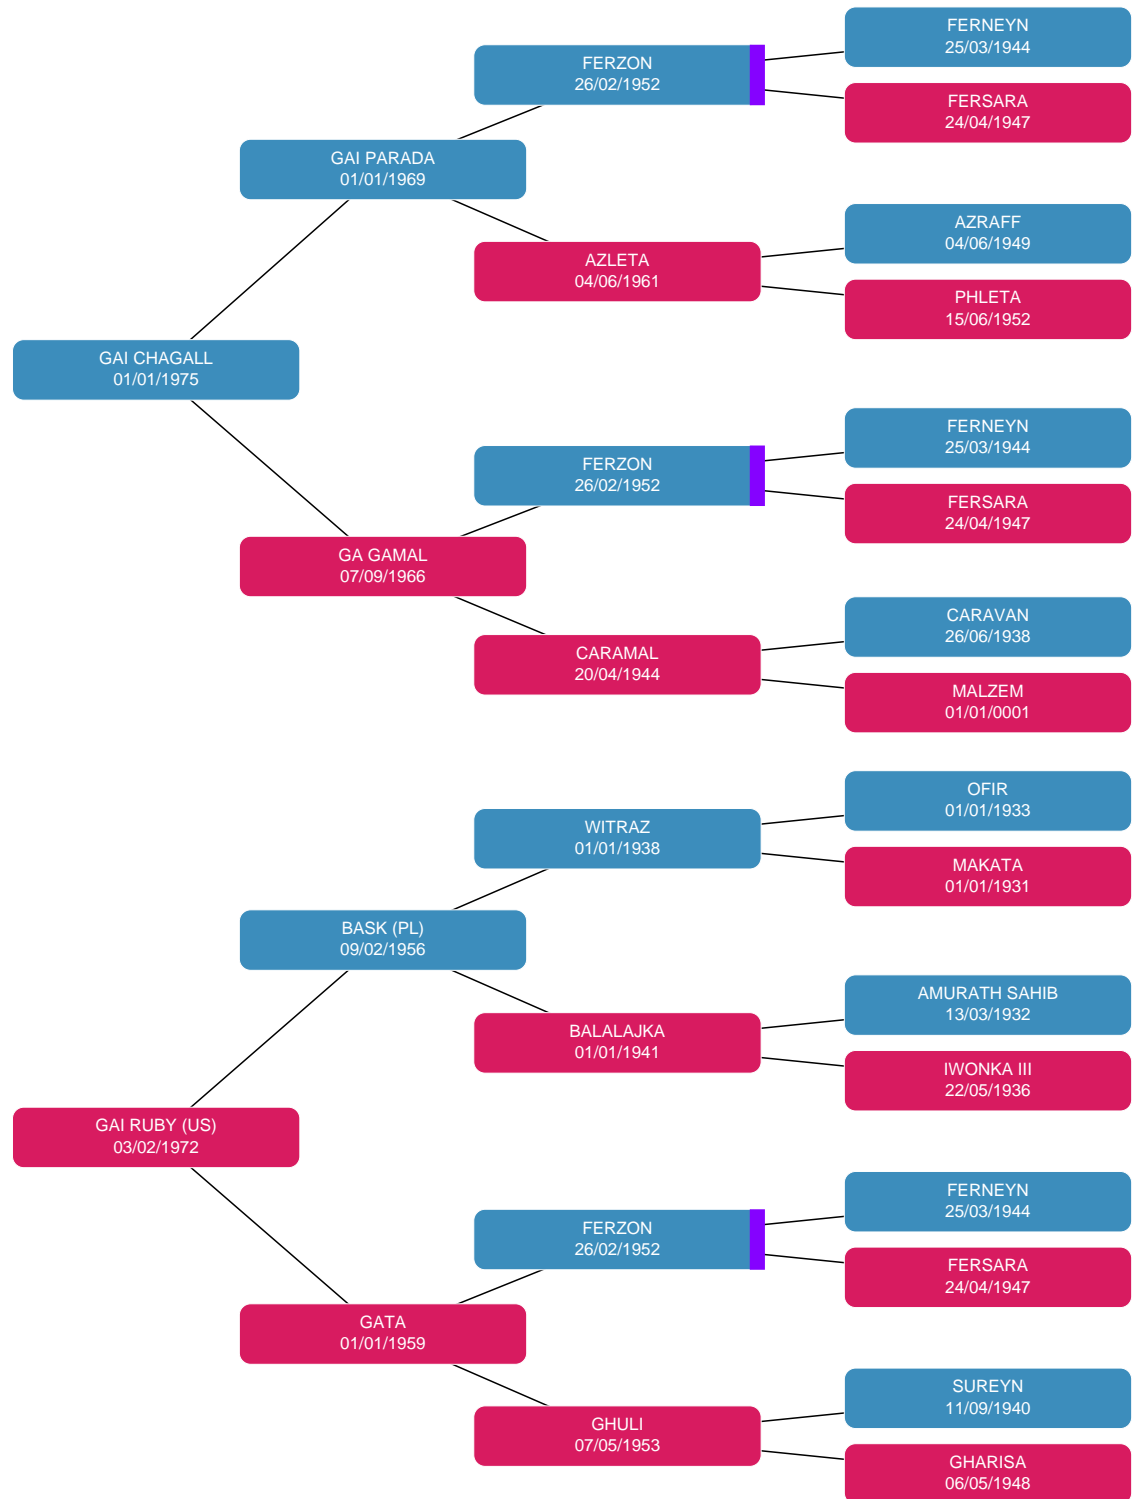 FERNEYN
25/03/1944
FERZON
26/02/1952
FERSARA
24/04/1947
GAI PARADA
01/01/1969
AZRAFF
04/06/1949
AZLETA
04/06/1961
PHLETA
15/06/1952
GAI CHAGALL
01/01/1975
FERNEYN
25/03/1944
FERZON
26/02/1952
FERSARA
24/04/1947
GA GAMAL
07/09/1966
CARAVAN
26/06/1938
CARAMAL
20/04/1944
MALZEM
01/01/0001
OFIR
01/01/1933
WITRAZ
01/01/1938
MAKATA
01/01/1931
BASK (PL)
09/02/1956
AMURATH SAHIB
13/03/1932
BALALAJKA
01/01/1941
IWONKA III
22/05/1936
GAI RUBY (US)
03/02/1972
FERNEYN
25/03/1944
FERZON
26/02/1952
FERSARA
24/04/1947
GATA
01/01/1959
SUREYN
11/09/1940
GHULI
07/05/1953
GHARISA
06/05/1948